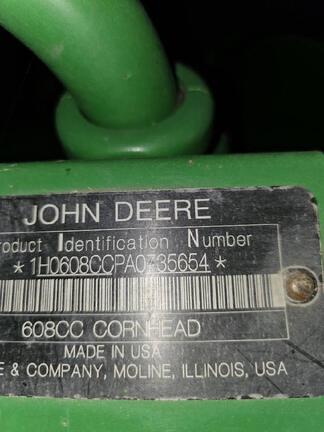 JOHN DEERE
roduct Identification Number
*1H0608CCPA0735654*
608CC CORNHEAD
MADE IN USA
E & COMPANY, MOLINE, ILLINOIS, USA